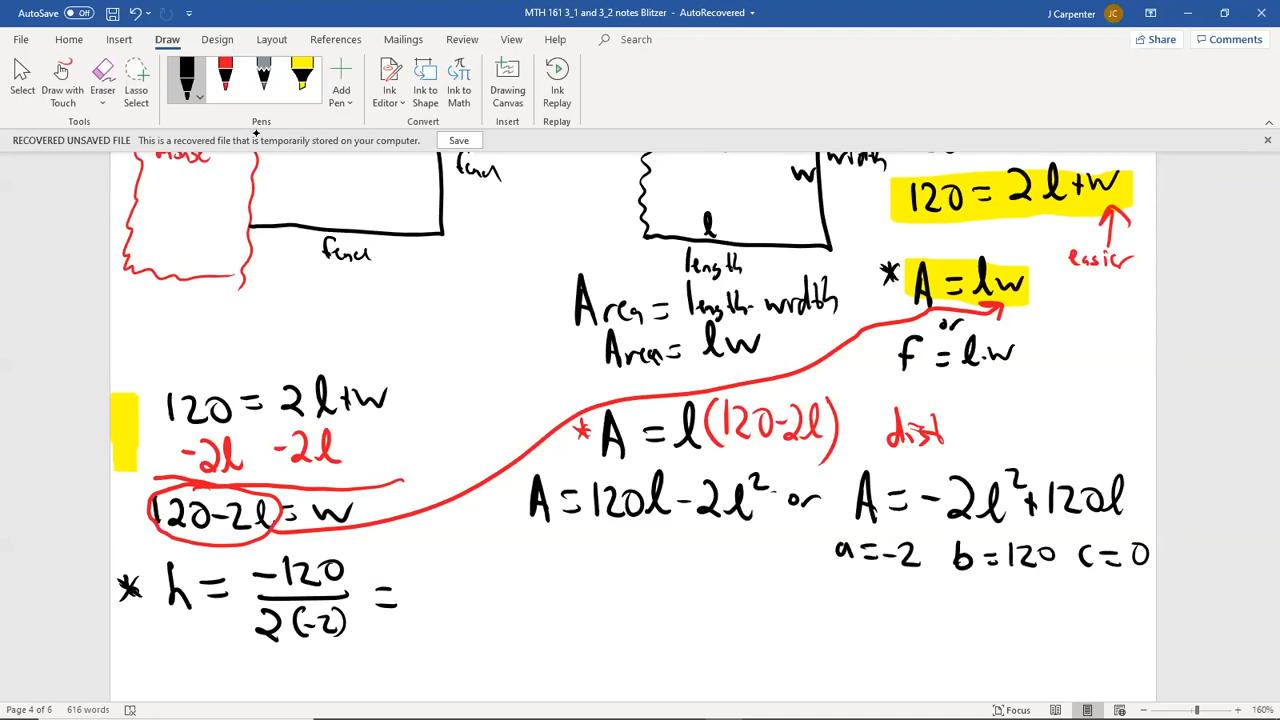 AutoSave Off MTH 161 3_1 and 3_2 notes Blitzer - AutoRecovered J Carpenter JC
File Home Insert Draw Design Layout References Mailings Review View Help Search Share Comments
Select Draw with Touch Eraser Lasso Select Add Pen Ink Editor Ink to Shape Ink to Math Drawing Canvas Ink Replay
Tools Pens Convert Insert Replay
RECOVERED UNSAVED FILE This is a recovered file that is temporarily stored on your computer. Save
House
w width
120 = 2l+w
easier
l
length
* A = lw
or
f = l·w
Area = length·width
Area = lw
120 = 2l+w
-2l -2l
120-2l = w
* A = l(120-2l) dist
A = 120l - 2l² or A = -2l² + 120l
a = -2 b = 120 c = 0
* h = -120
2(-2) =
Page 4 of 6 616 words Focus 160%